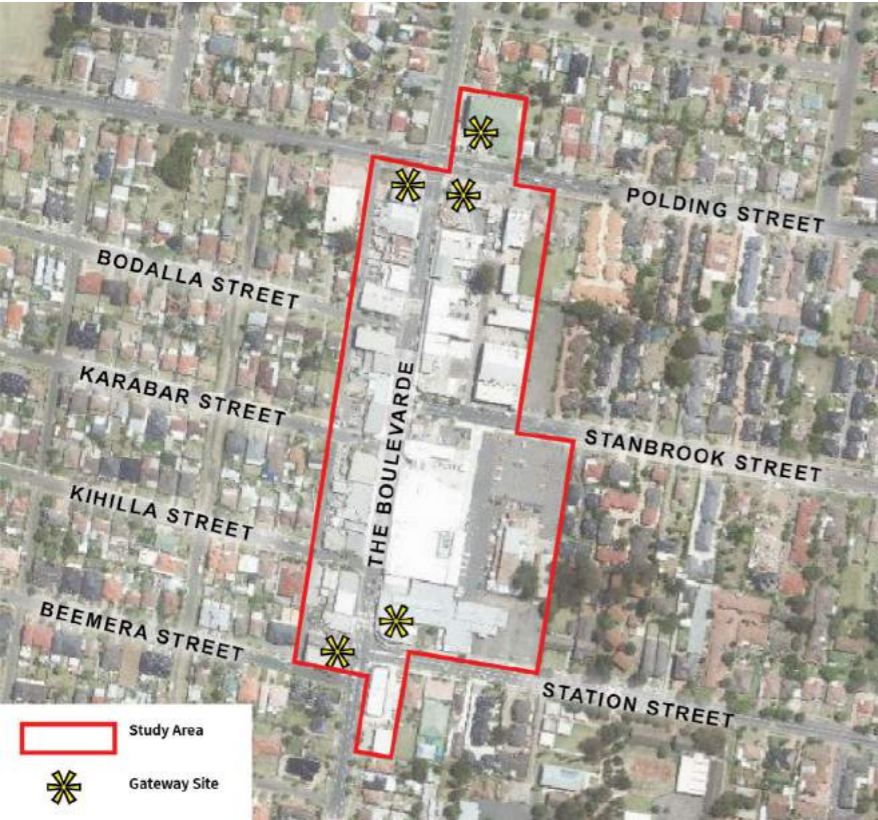 POLDING STREET
BODALLA STREET
KARABAR STREET
THE BOULEVARDE
STANBROOK STREET
KIHILLA STREET
BEEMERA STREET
STATION STREET
Study Area
Gateway Site